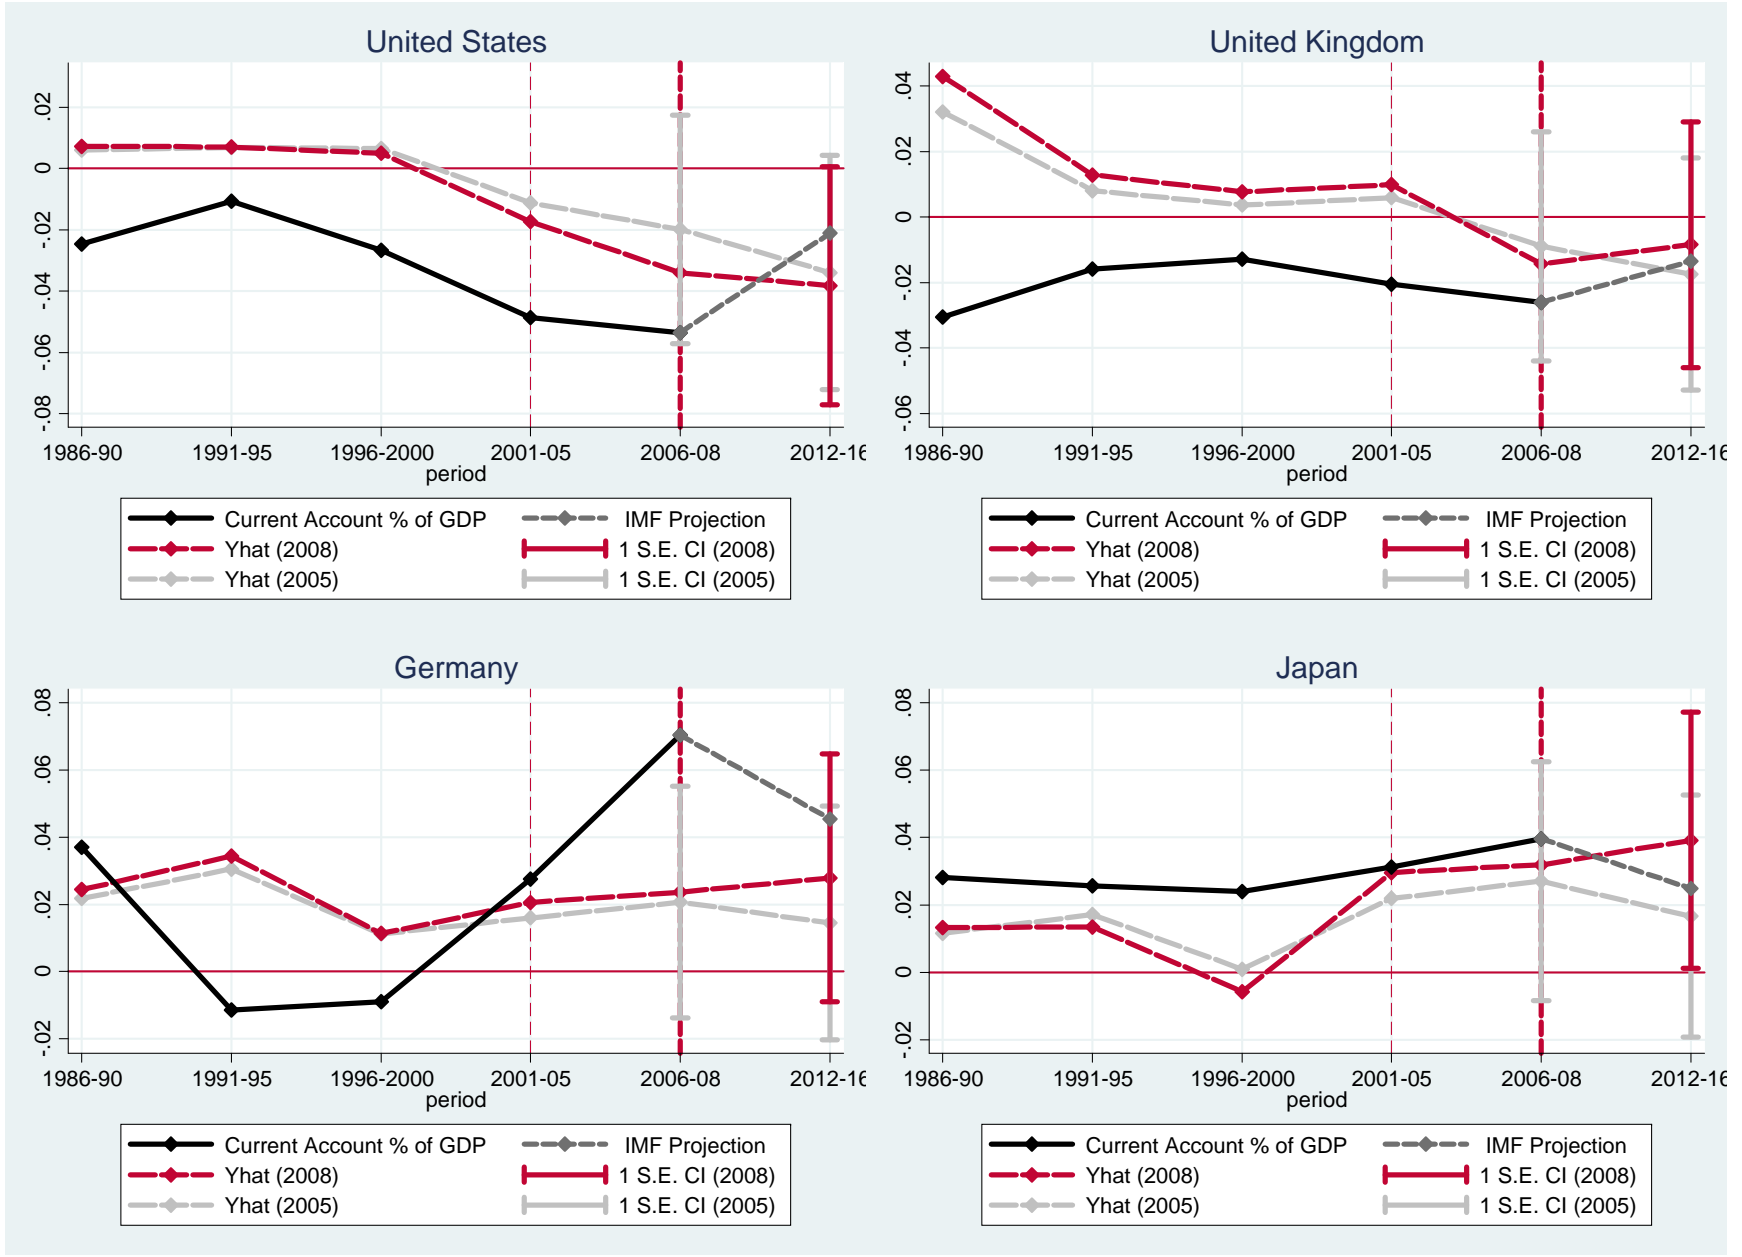 United States
.02
0
-.02
-.04
-.06
-.08
1986-90 1991-95 1996-2000 2001-05 2006-08 2012-16
period
Current Account % of GDP IMF Projection
Yhat (2008) 1 S.E. CI (2008)
Yhat (2005) 1 S.E. CI (2005)
United Kingdom
.04
.02
0
-.02
-.04
-.06
1986-90 1991-95 1996-2000 2001-05 2006-08 2012-16
period
Current Account % of GDP IMF Projection
Yhat (2008) 1 S.E. CI (2008)
Yhat (2005) 1 S.E. CI (2005)
Germany
.08
.06
.04
.02
0
-.02
1986-90 1991-95 1996-2000 2001-05 2006-08 2012-16
period
Current Account % of GDP IMF Projection
Yhat (2008) 1 S.E. CI (2008)
Yhat (2005) 1 S.E. CI (2005)
Japan
.08
.06
.04
.02
0
-.02
1986-90 1991-95 1996-2000 2001-05 2006-08 2012-16
period
Current Account % of GDP IMF Projection
Yhat (2008) 1 S.E. CI (2008)
Yhat (2005) 1 S.E. CI (2005)